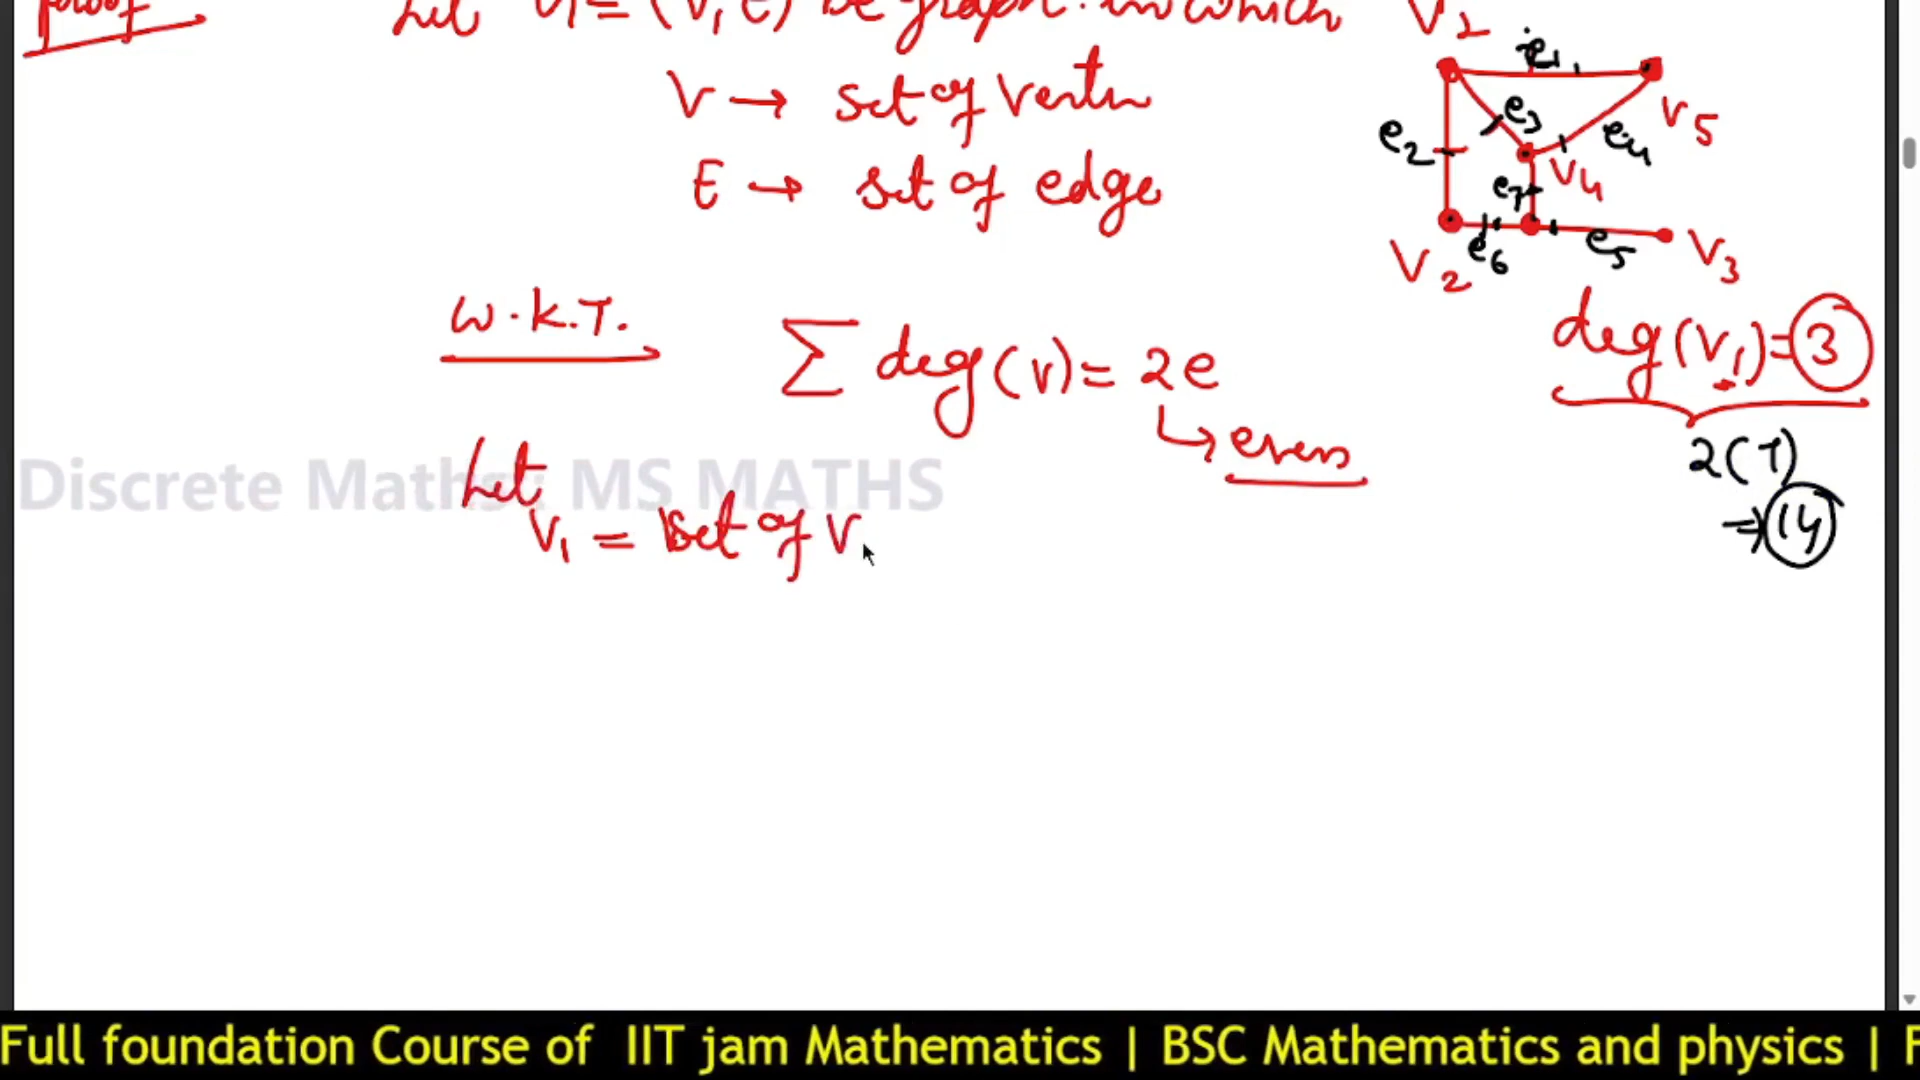 proof
Let G = (V, E) be graph. in which
V → set of Vertex
E → set of edge
V2
e1
V5
e3
e2
e4
V4
e7
V2
e6
e5
V3
W.K.T.
∑ deg(v) = 2e
→ even
deg(V1) = 3
2(7)
⇒ 14
Discrete Maths: MS MATHS
Let
V1 = set of V
Full foundation Course of IIT jam Mathematics | BSC Mathematics and physics | F